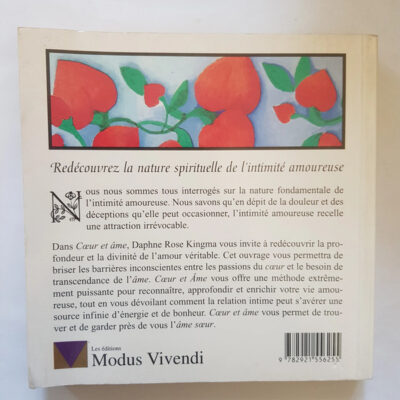 Redécouvrez la nature spirituelle de l'intimité amoureuse
Nous nous sommes tous interrogés sur la nature fondamentale de
l'intimité amoureuse. Nous savons qu'en dépit de la douleur et des
déceptions qu'elle peut occasionner, l'intimité amoureuse recelle
une attraction irrévocable.
Dans Cœur et âme, Daphne Rose Kingma vous invite à redécouvrir la pro-
fondeur et la divinité de l'amour véritable. Cet ouvrage vous permettra de
briser les barrières inconscientes entre les passions du cœur et le besoin de
transcendance de l'âme. Cœur et Âme vous offre une méthode extrême-
ment puissante pour reconnaître, approfondir et enrichir votre vie amou-
reuse, tout en vous dévoilant comment la relation intime peut s'avérer une
source infinie d'énergie et de bonheur. Cœur et âme vous permet de trou-
ver et de garder près de vous l'âme sœur.
Les éditions
Modus Vivendi
9 782921 556255